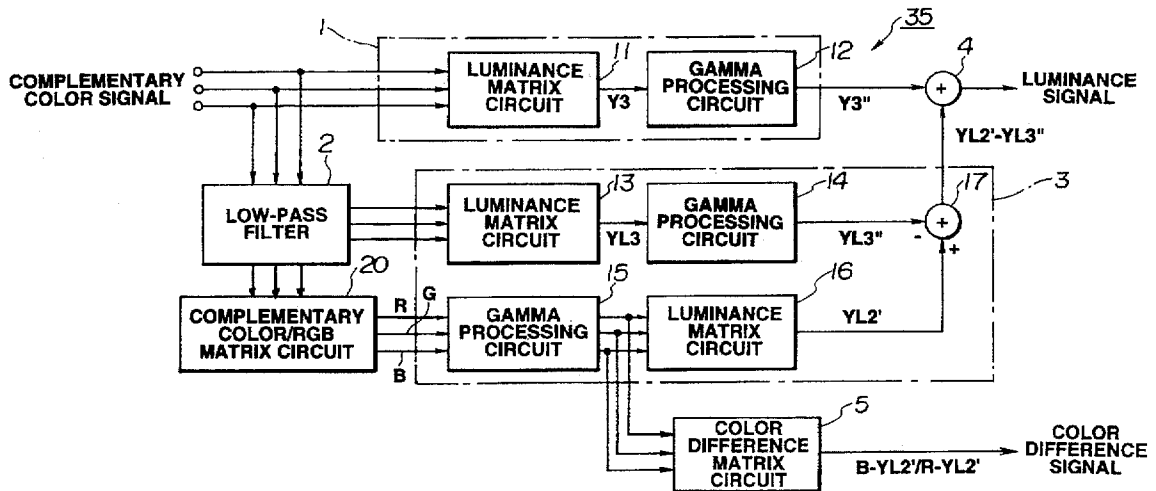 35
1
11
12
4
COMPLEMENTARY
COLOR SIGNAL
LUMINANCE
MATRIX
CIRCUIT
Y3
GAMMA
PROCESSING
CIRCUIT
Y3"
+
LUMINANCE
SIGNAL
YL2'-YL3"
2
LOW-PASS
FILTER
13
LUMINANCE
MATRIX
CIRCUIT
YL3
14
GAMMA
PROCESSING
CIRCUIT
YL3"
17
+
-
+
3
20
COMPLEMENTARY
COLOR/RGB
MATRIX CIRCUIT
R
G
B
15
GAMMA
PROCESSING
CIRCUIT
16
LUMINANCE
MATRIX
CIRCUIT
YL2'
5
COLOR
DIFFERENCE
MATRIX
CIRCUIT
B-YL2'/R-YL2'
COLOR
DIFFERENCE
SIGNAL